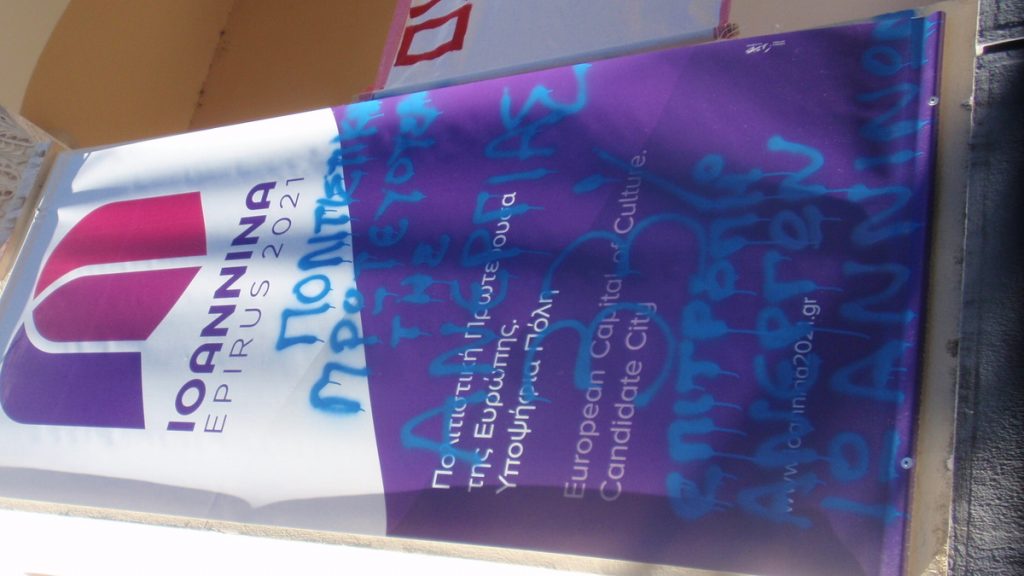 IOANNINA
EPIRUS 2021
Πολιτιστική Πρωτεύουσα
της Ευρώπης.
Υποψήφια Πόλη
European Capital of Culture.
Candidate City
www.ioannina2021.gr
ΠΡΩΤΕΥΟΥΣΑ
ΤΗΣ
ΑΝΕΡΓΙΑΣ
ΕΠΙΤΡΟΠΗ
ΑΝΕΡΓΩΝ
ΙΩΑΝΝΙΝΩΝ